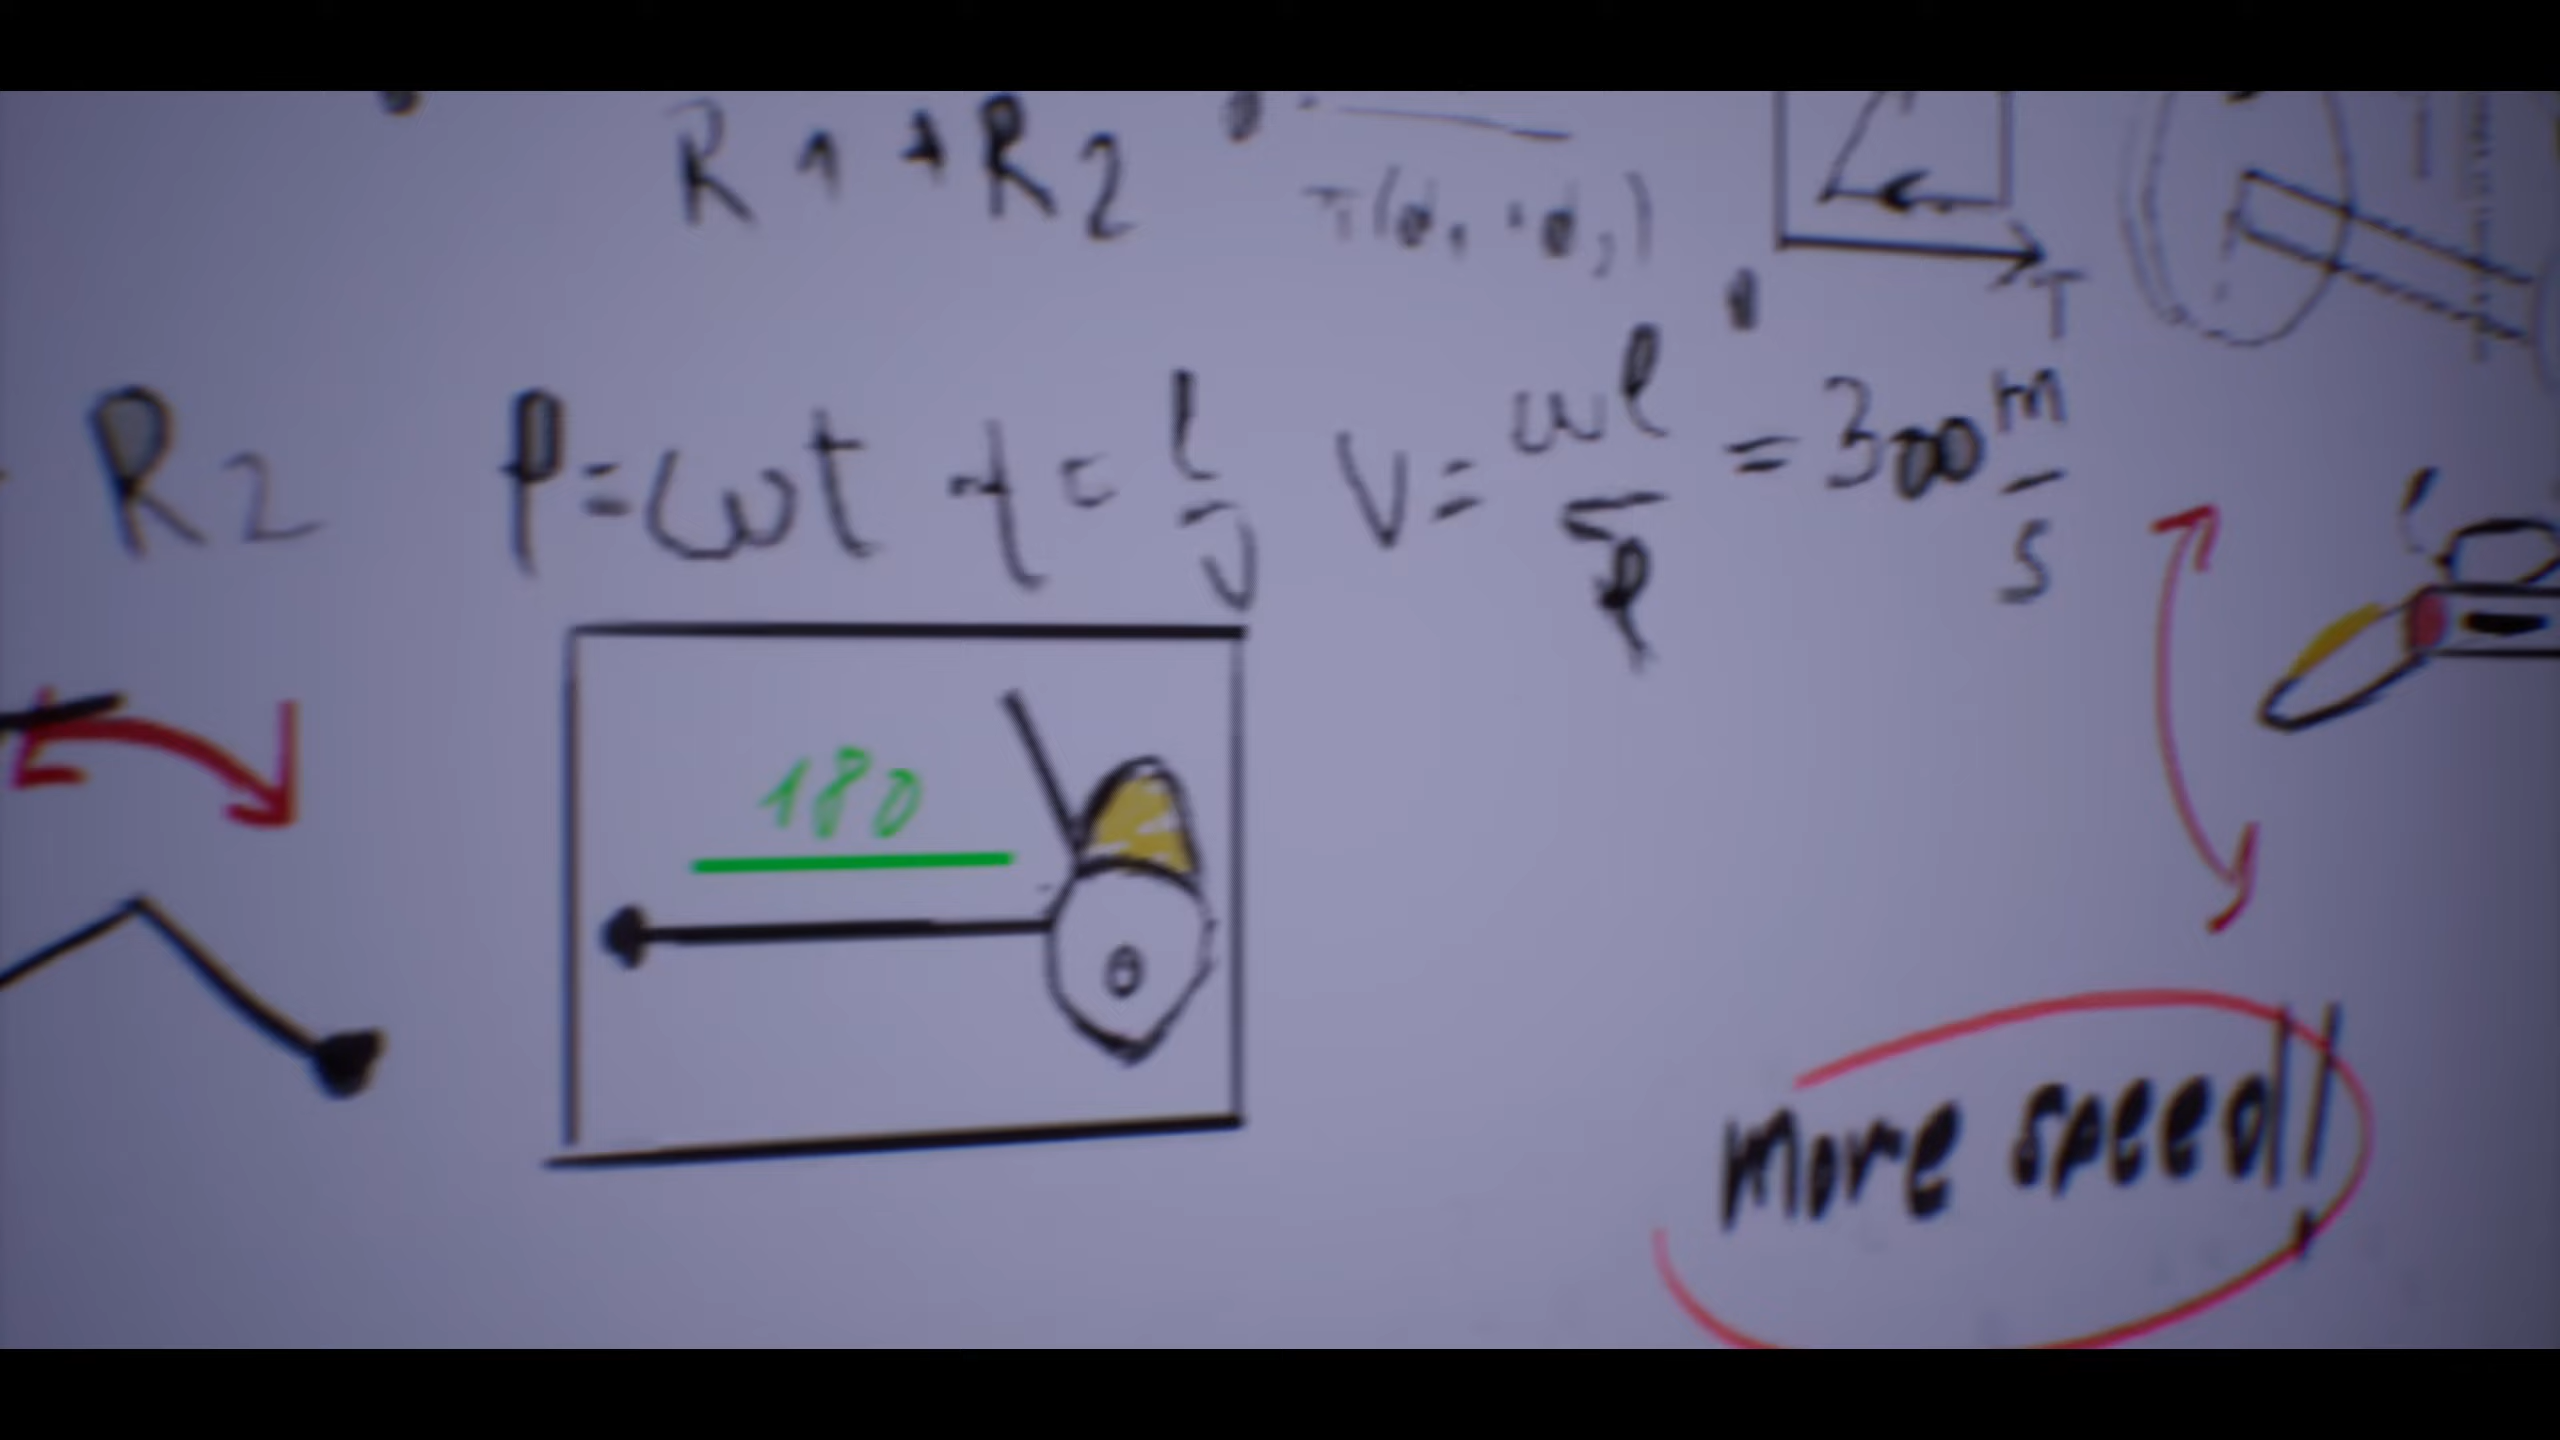 R1 + R2
T
R2
φ=ωt t=l/v V=ωl/φ =300 m/s
180
θ
more speed!!